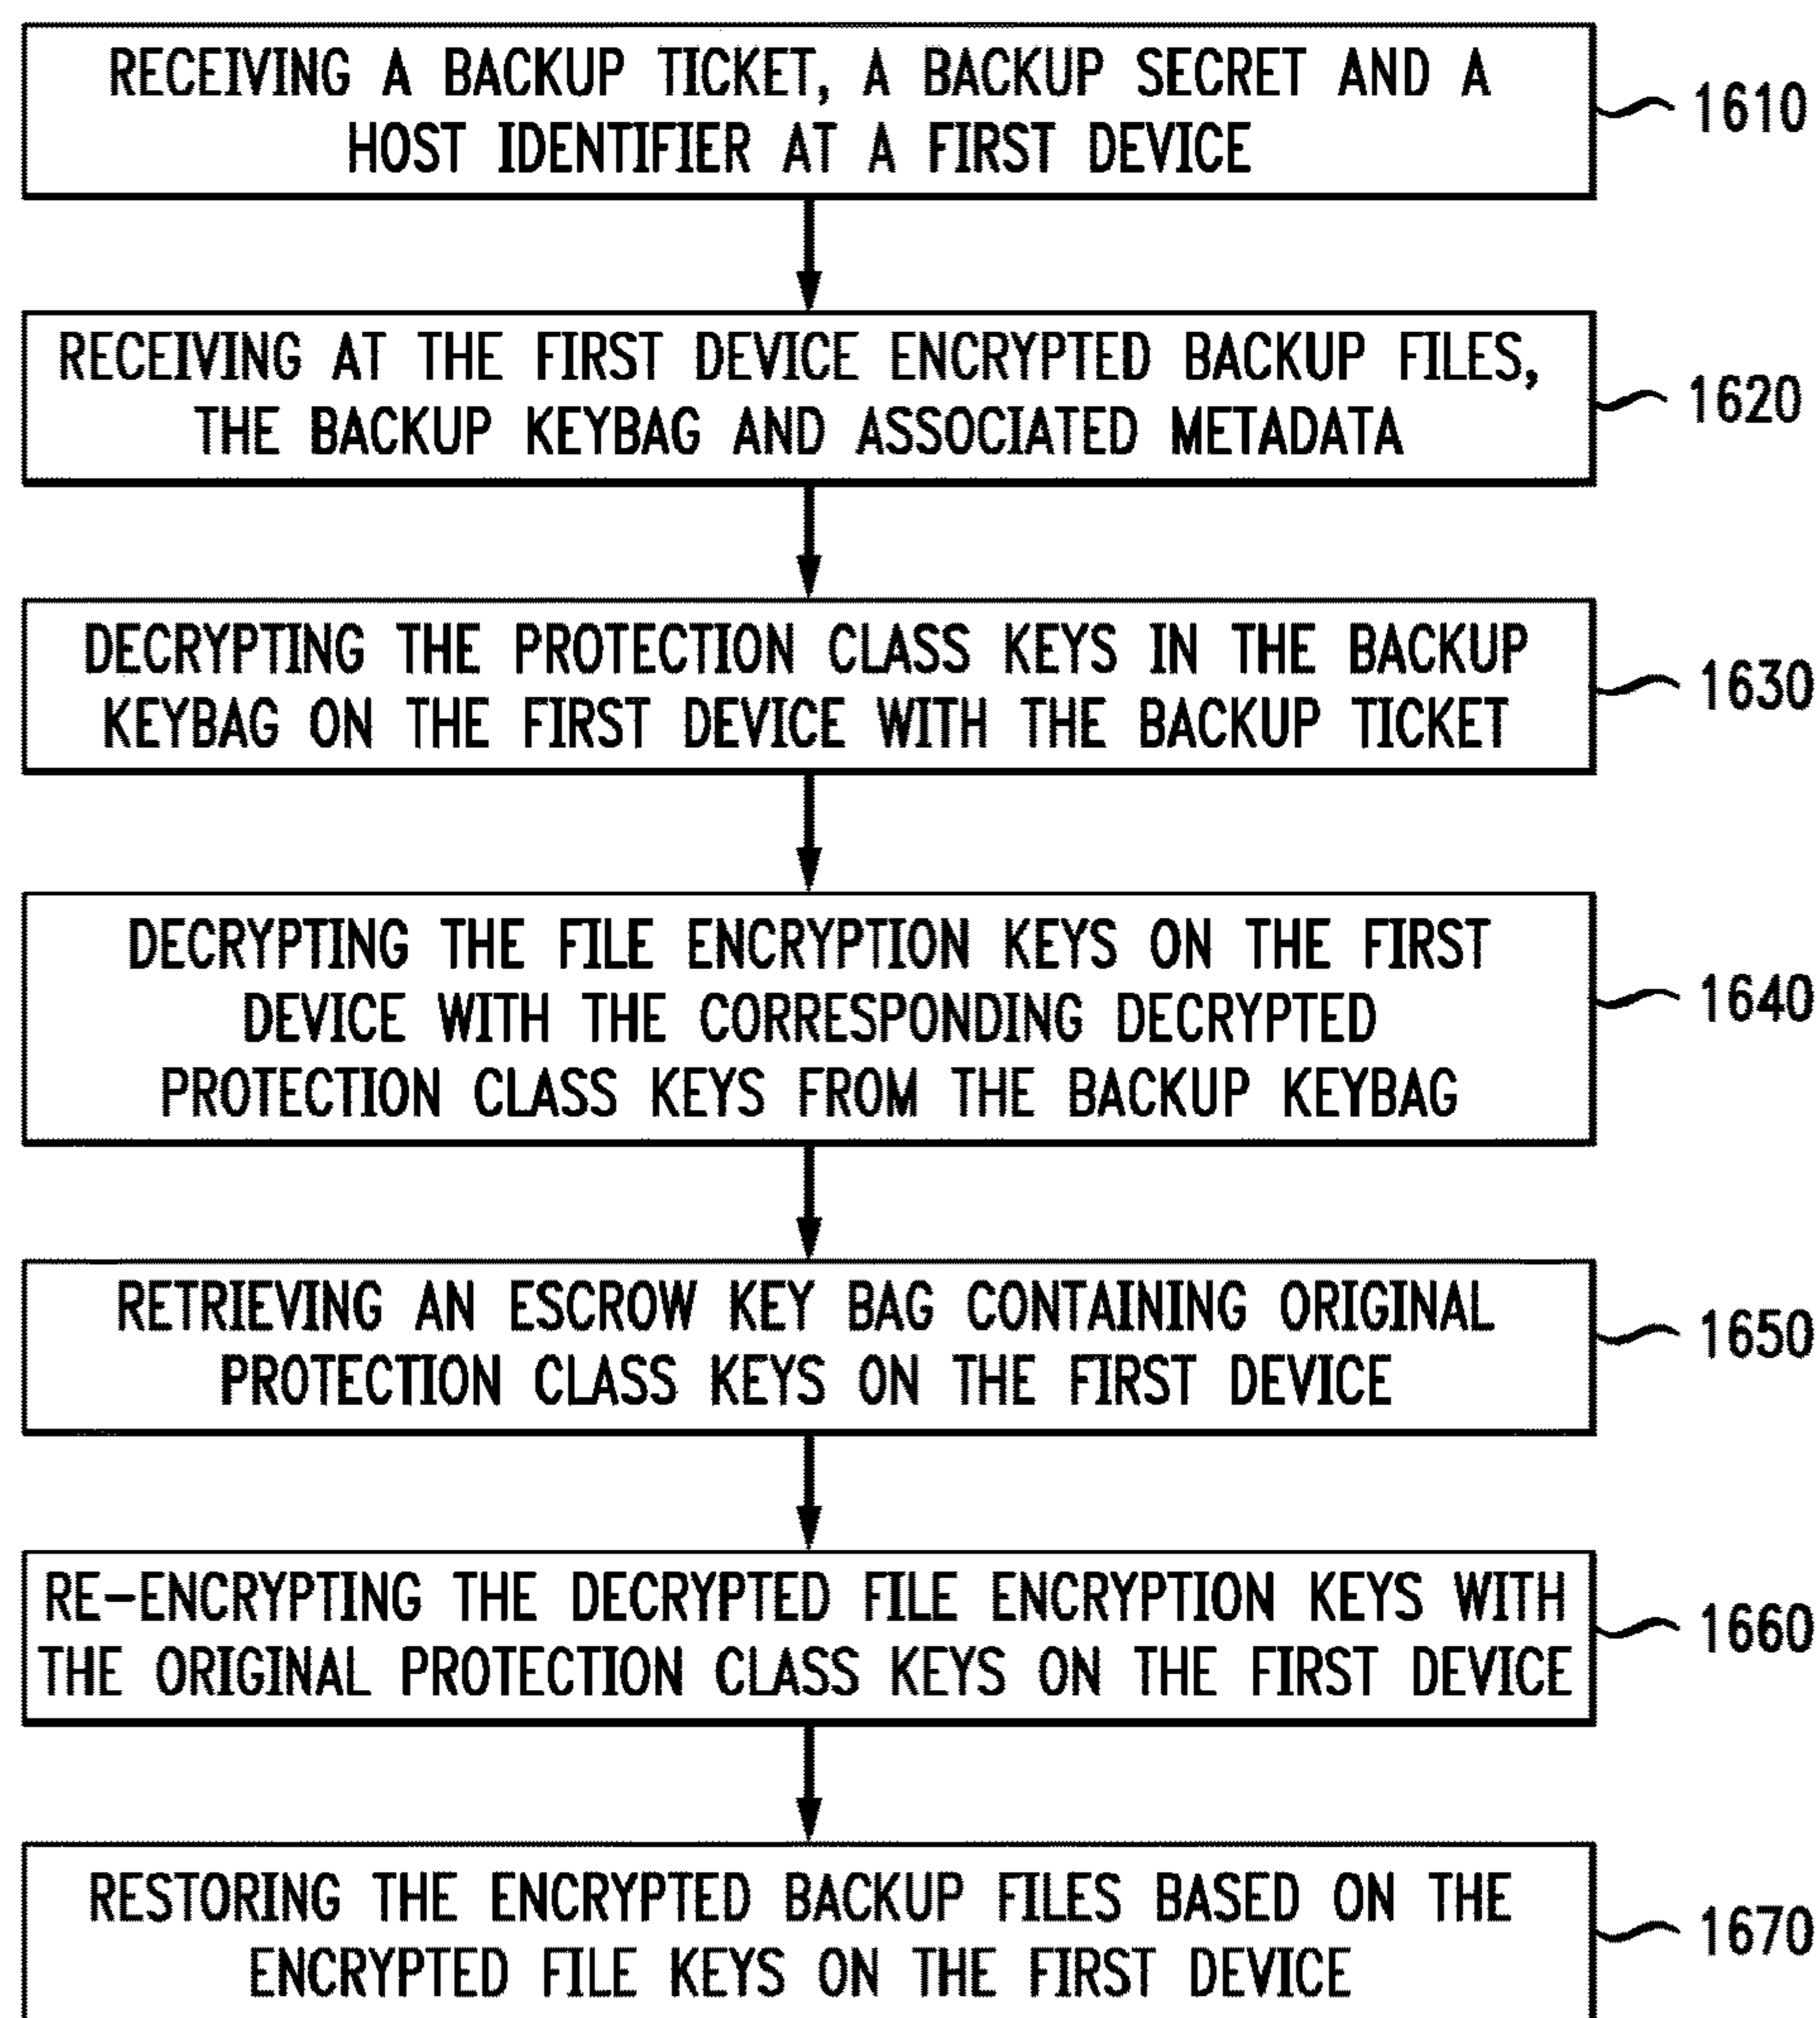 RECEIVING A BACKUP TICKET, A BACKUP SECRET AND A
HOST IDENTIFIER AT A FIRST DEVICE
1610
RECEIVING AT THE FIRST DEVICE ENCRYPTED BACKUP FILES,
THE BACKUP KEYBAG AND ASSOCIATED METADATA
1620
DECRYPTING THE PROTECTION CLASS KEYS IN THE BACKUP
KEYBAG ON THE FIRST DEVICE WITH THE BACKUP TICKET
1630
DECRYPTING THE FILE ENCRYPTION KEYS ON THE FIRST
DEVICE WITH THE CORRESPONDING DECRYPTED
PROTECTION CLASS KEYS FROM THE BACKUP KEYBAG
1640
RETRIEVING AN ESCROW KEY BAG CONTAINING ORIGINAL
PROTECTION CLASS KEYS ON THE FIRST DEVICE
1650
RE-ENCRYPTING THE DECRYPTED FILE ENCRYPTION KEYS WITH
THE ORIGINAL PROTECTION CLASS KEYS ON THE FIRST DEVICE
1660
RESTORING THE ENCRYPTED BACKUP FILES BASED ON THE
ENCRYPTED FILE KEYS ON THE FIRST DEVICE
1670